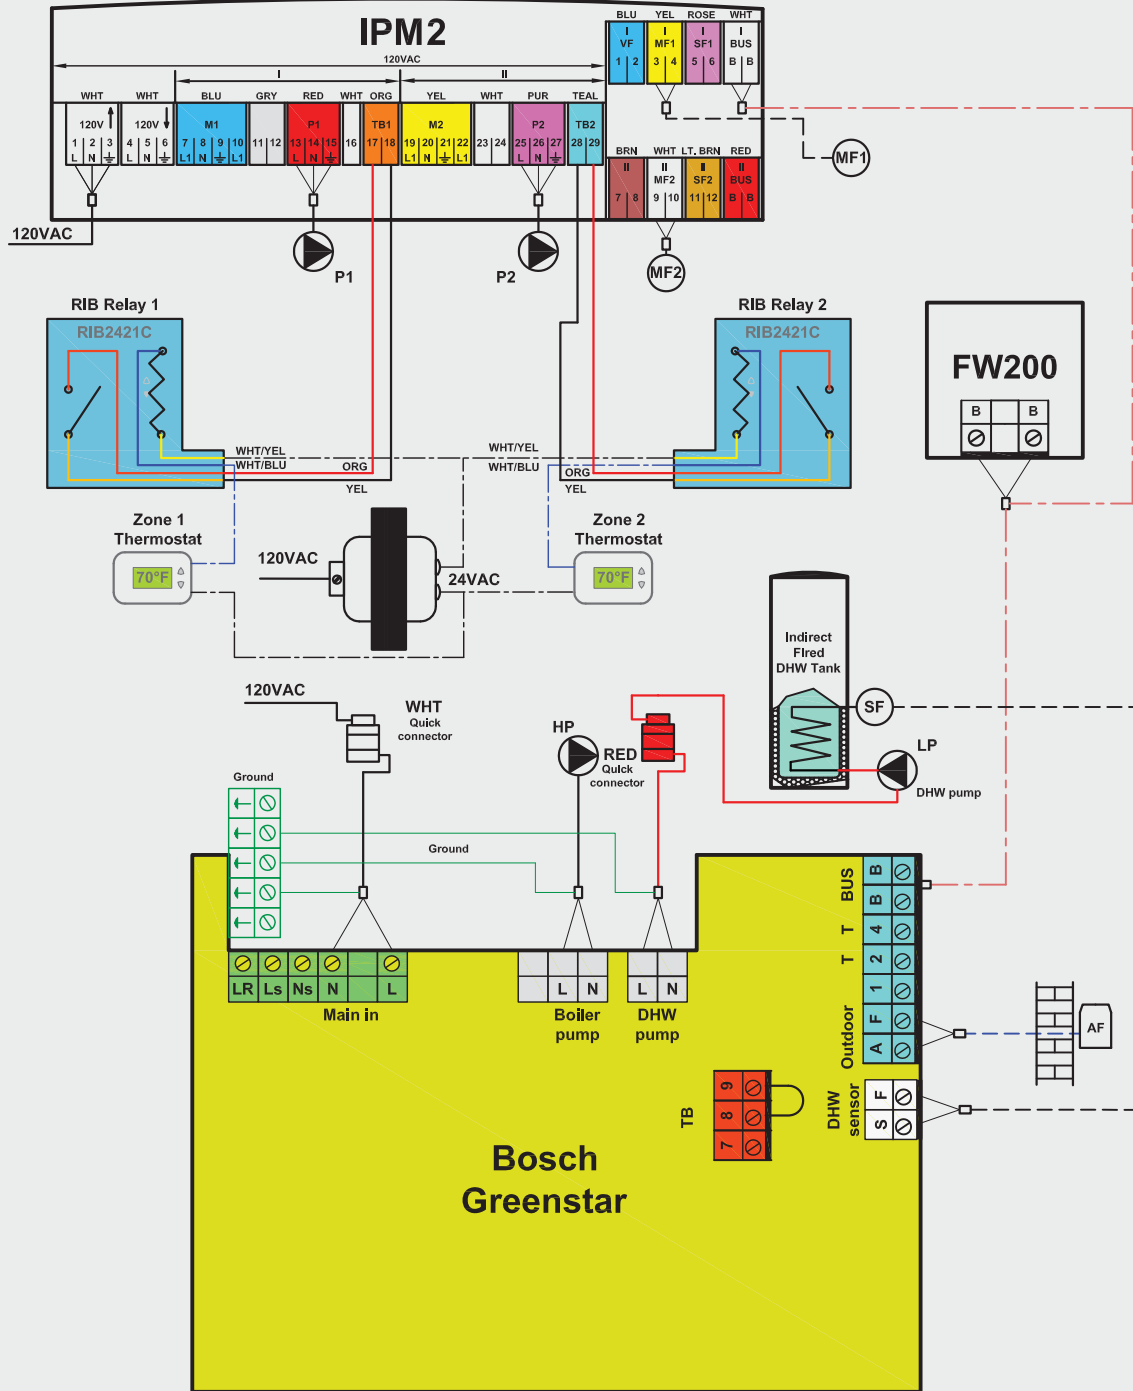 IPM2
120VAC
I II
WHT WHT BLU GRY RED WHT ORG YEL WHT PUR TEAL
120V 120V M1 P1 TB1 M2 P2 TB2
1 2 3 4 5 6 7 8 9 10 11 12 13 14 15 16 17 18 19 20 21 22 23 24 25 26 27 28 29
L N L N L1 N L1 L N L1 N L1 L N
BLU YEL ROSE WHT
I I I I
VF MF1 SF1 BUS
1 2 3 4 5 6 B B
BRN WHT LT. BRN RED
II II II II
MF2 SF2 BUS
7 8 9 10 11 12 B B
MF1
120VAC
P1
P2
MF2
RIB Relay 1
RIB2421C
RIB Relay 2
RIB2421C
FW200
B B
WHT/YEL
WHT/BLU
ORG
YEL
WHT/YEL
WHT/BLU
ORG
YEL
Zone 1
Thermostat
70°F
120VAC
24VAC
Zone 2
Thermostat
70°F
Indirect
FIred
DHW Tank
SF
LP
DHW pump
120VAC
WHT
Quick
connector
HP
RED
Quick
connector
Ground
Ground
LR Ls Ns N L
Main in
L N
Boiler
pump
L N
DHW
pump
BUS
B
B
T
4
T
2
1
Outdoor
F
A
AF
DHW
sensor
F
S
TB
9
8
7
Bosch
Greenstar